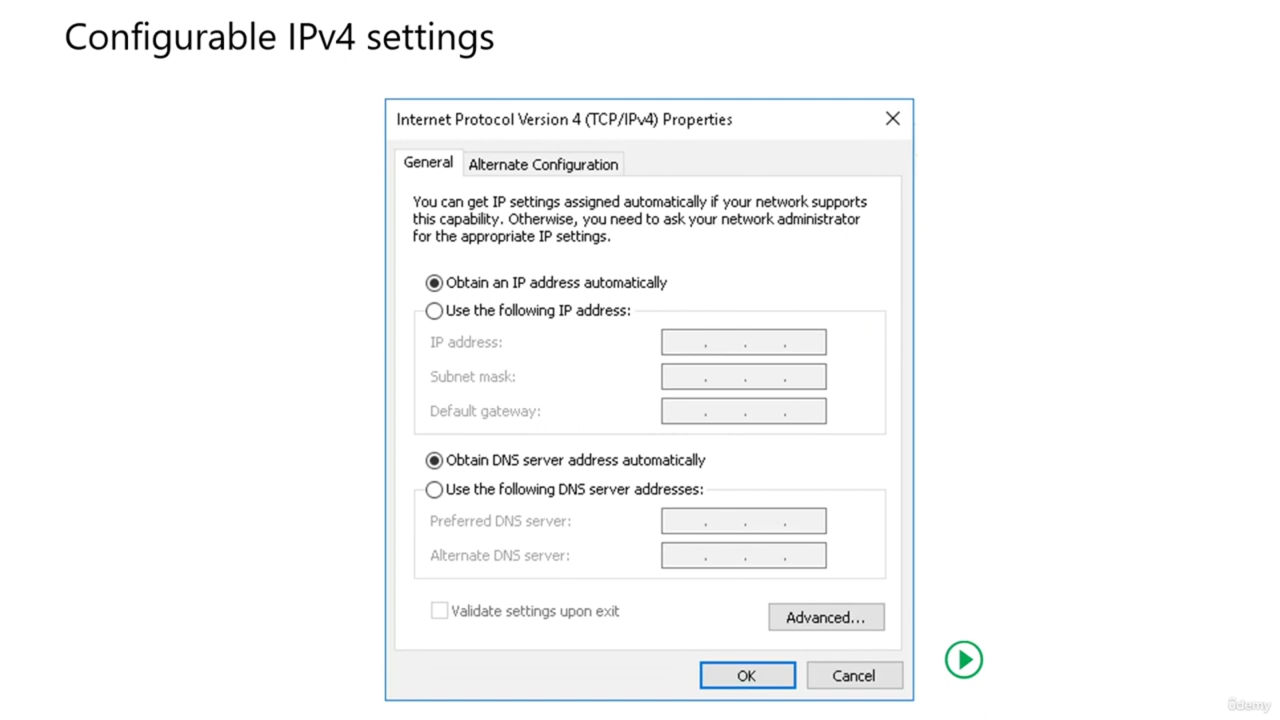 Configurable IPv4 settings
Internet Protocol Version 4 (TCP/IPv4) Properties
General
Alternate Configuration
You can get IP settings assigned automatically if your network supports
this capability. Otherwise, you need to ask your network administrator
for the appropriate IP settings.
Obtain an IP address automatically
Use the following IP address:
IP address:
Subnet mask:
Default gateway:
Obtain DNS server address automatically
Use the following DNS server addresses:
Preferred DNS server:
Alternate DNS server:
Validate settings upon exit
Advanced...
OK
Cancel
ûdemy